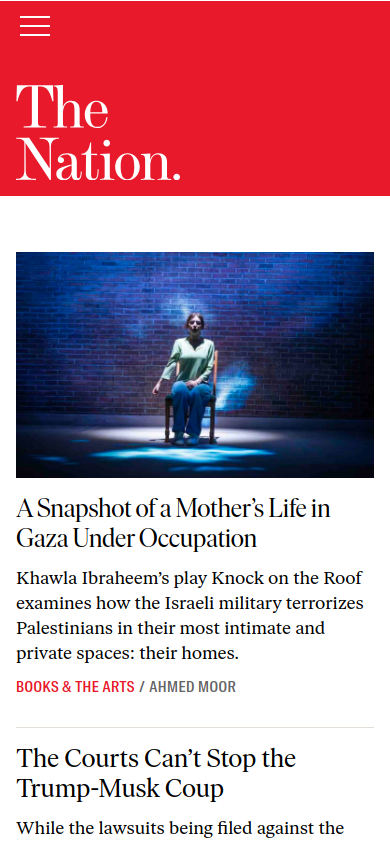 The
Nation.
A Snapshot of a Mother’s Life in
Gaza Under Occupation
Khawla Ibraheem’s play Knock on the Roof
examines how the Israeli military terrorizes
Palestinians in their most intimate and
private spaces: their homes.
BOOKS & THE ARTS / AHMED MOOR
The Courts Can’t Stop the
Trump-Musk Coup
While the lawsuits being filed against the